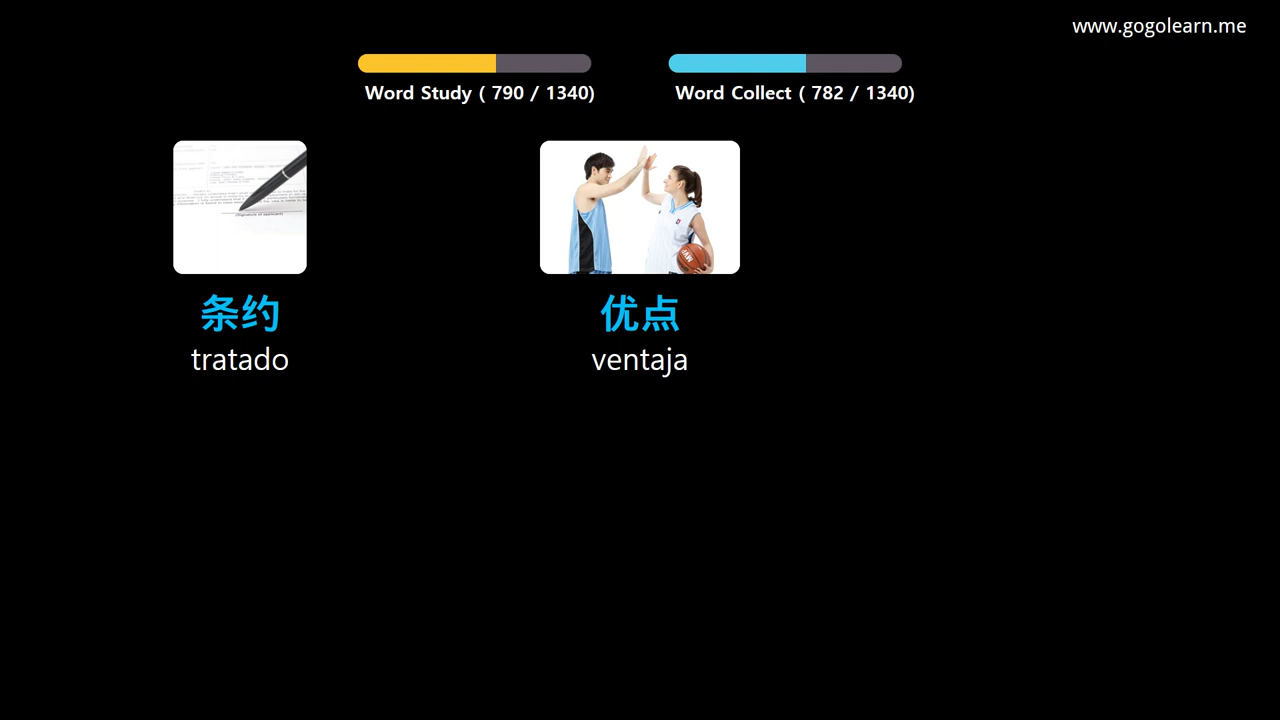 www.gogolearn.me
Word Study ( 790 / 1340)
Word Collect ( 782 / 1340)
条约
优点
tratado
ventaja